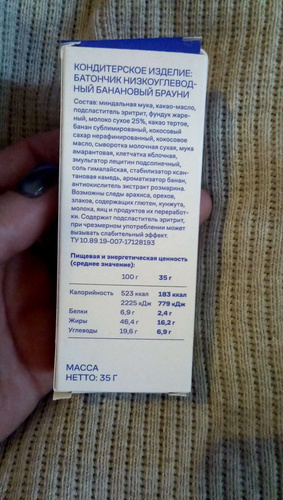 КОНДИТЕРСКОЕ ИЗДЕЛИЕ:
БАТОНЧИК НИЗКОУГЛЕВОД-
НЫЙ БАНАНОВЫЙ БРАУНИ
Состав: миндальная мука, какао-масло,
подсластитель эритрит, фундук жаре-
ный, молоко сухое 25%, какао тертое,
банан сублимированный, кокосовый
сахар нерафинированный, кокосовое
масло, сыворотка молочная сухая, мука
амарантовая, клетчатка яблочная,
эмульгатор лецитин подсолнечный,
соль гималайская, стабилизатор ксан-
тановая камедь, ароматизатор банан,
антиокислитель экстракт розмарина.
Возможны следы арахиса, орехов,
злаков, содержащих глютен, кунжута,
молока, яиц и продуктов их переработ-
ки. Содержит подсластитель эритрит,
при чрезмерном употреблении может
вызывать слабительный эффект.
ТУ 10.89.19-007-17128193
Пищевая и энергетическая ценность
(среднее значение):
100 г 35 г
Калорийность 523 ккал 183 ккал
2225 кДж 779 кДж
Белки 6,9 г 2,4 г
Жиры 46,4 г 16,2 г
Углеводы 19,6 г 6,9 г
МАССА
НЕТТО: 35 Г